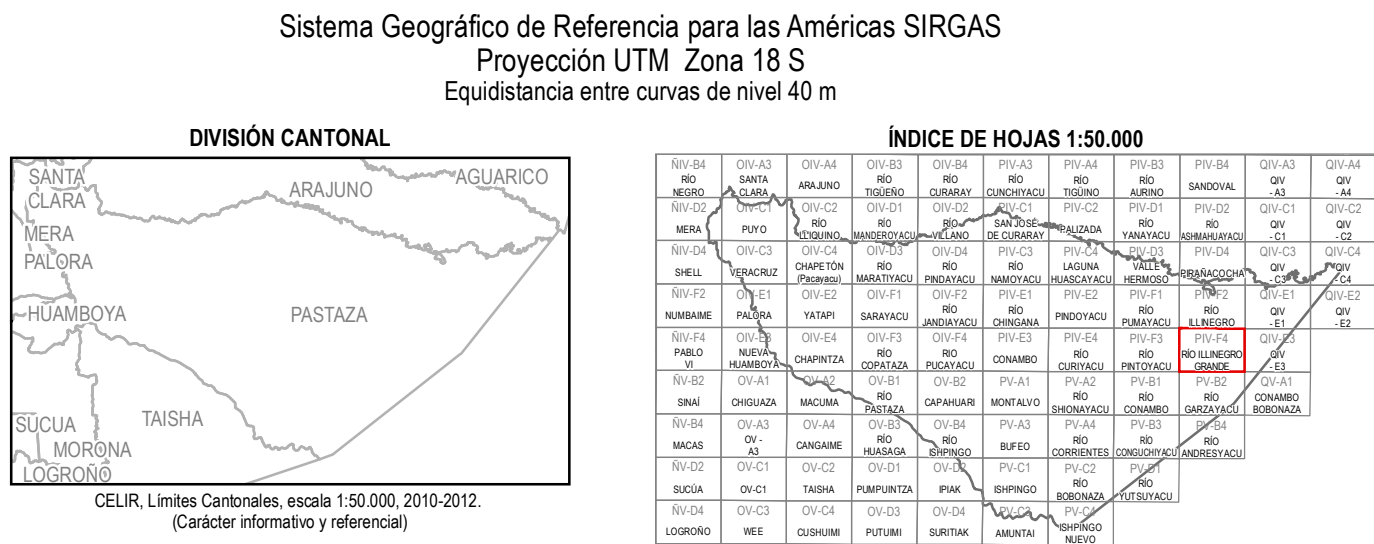 Sistema Geográfico de Referencia para las Américas SIRGAS
Proyección UTM Zona 18 S
Equidistancia entre curvas de nivel 40 m
DIVISIÓN CANTONAL
SANTA
CLARA
ARAJUNO
AGUARICO
MERA
PALORA
HUAMBOYA
PASTAZA
TAISHA
SUCUA
MORONA
LOGROÑO
CELIR, Límites Cantonales, escala 1:50.000, 2010-2012.
(Carácter informativo y referencial)
ÍNDICE DE HOJAS 1:50.000
ÑIV-B4 OIV-A3 OIV-A4 OIV-B3 OIV-B4 PIV-A3 PIV-A4 PIV-B3 PIV-B4 QIV-A3 QIV-A4
RÍO SANTA RÍO RÍO RÍO RÍO RÍO QIV QIV
ARAJUNO SANDOVAL
NEGRO CLARA TIGÜEÑO CURARAY CUNCHIYACU TIGÜINO AURINO - A3 - A4
ÑIV-D2 OIV-C1 OIV-C2 OIV-D1 OIV-D2 PIV-C1 PIV-C2 PIV-D1 PIV-D2 QIV-C1 QIV-C2
RÍO RÍO RÍO SAN JOSÉ RÍO RÍO QIV QIV
MERA PUYO PALIZADA
LLIQUINO MANDEROYACU VILLANO DE CURARAY YANAYACU ASHMAHUAYACU - C1 - C2
ÑIV-D4 OIV-C3 OIV-C4 OIV-D3 OIV-D4 PIV-C3 PIV-C4 PIV-D3 PIV-D4 QIV-C3 QIV-C4
CHAPETÓN RÍO RÍO RÍO LAGUNA VALLE QIV QIV
SHELL VERACRUZ PIRAÑACOCHA
(Pacayacu) MARATIYACU PINDAYACU NAMOYACU HUASCAYACU HERMOSO - C3 - C4
ÑIV-F2 OIV-E1 OIV-E2 OIV-F1 OIV-F2 PIV-E1 PIV-E2 PIV-F1 PIV-F2 QIV-E1 QIV-E2
RÍO RÍO RÍO RÍO QIV QIV
NUMBAIME PALORA YATAPI SARAYACU PINDOYACU
JANDIAYACU CHINGANA PUMAYACU ILLINEGRO - E1 - E2
ÑIV-F4 OIV-E3 OIV-E4 OIV-F3 OIV-F4 PIV-E3 PIV-E4 PIV-F3 PIV-F4 QIV-E3
PABLO NUEVA RÍO RÍO RÍO RÍO RÍO ILLINEGRO QIV
CHAPINTZA CONAMBO
VI HUAMBOYA COPATAZA PUCAYACU CURIYACU PINTOYACU GRANDE - E3
ÑV-B2 OV-A1 OV-A2 OV-B1 OV-B2 PV-A1 PV-A2 PV-B1 PV-B2 QV-A1
RÍO RÍO RÍO RÍO CONAMBO
SINAÍ CHIGUAZA MACUMA CAPAHUARI MONTALVO
PASTAZA SHIONAYACU CONAMBO GARZAYACU BOBONAZA
ÑV-B4 OV-A3 OV-A4 OV-B3 OV-B4 PV-A3 PV-A4 PV-B3 PV-B4
OV - RÍO RÍO RÍO RÍO RÍO
MACAS CANGAIME BUFEO
A3 HUASAGA ISHPINGO CORRIENTES CONGUCHIYACU ANDRESYACU
ÑV-D2 OV-C1 OV-C2 OV-D1 OV-D2 PV-C1 PV-C2 PV-D1
RÍO RÍO
SUCÚA OV-C1 TAISHA PUMPUINTZA IPIAK ISHPINGO
BOBONAZA YUTSUYACU
ÑV-D4 OV-C3 OV-C4 OV-D3 OV-D4 PV-C3 PV-C4
LOGROÑO WEE CUSHUIMI PUTUIMI SURITIAK AMUNTAI ISHPINGO
NUEVO